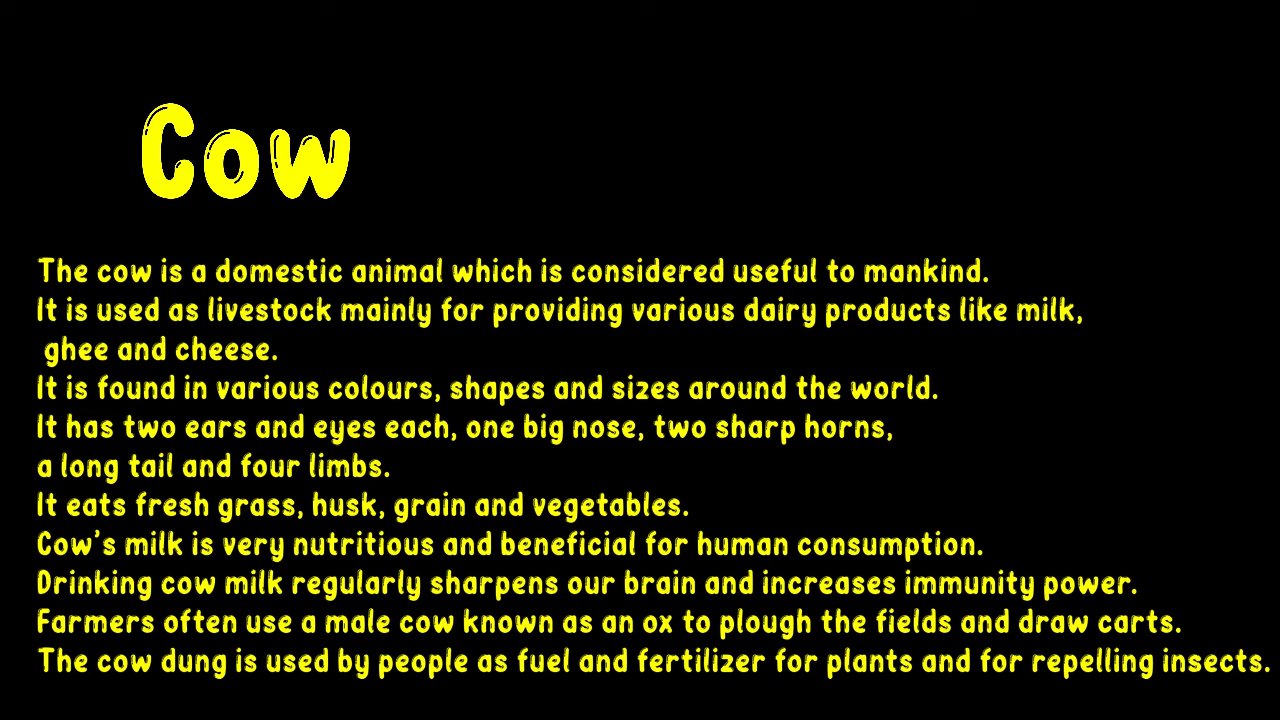 Cow
The cow is a domestic animal which is considered useful to mankind.
It is used as livestock mainly for providing various dairy products like milk,
ghee and cheese.
It is found in various colours, shapes and sizes around the world.
It has two ears and eyes each, one big nose, two sharp horns,
a long tail and four limbs.
It eats fresh grass, husk, grain and vegetables.
Cow's milk is very nutritious and beneficial for human consumption.
Drinking cow milk regularly sharpens our brain and increases immunity power.
Farmers often use a male cow known as an ox to plough the fields and draw carts.
The cow dung is used by people as fuel and fertilizer for plants and for repelling insects.